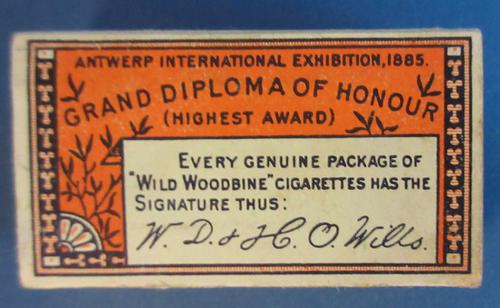 ANTWERP INTERNATIONAL EXHIBITION, 1885.
GRAND DIPLOMA OF HONOUR
(HIGHEST AWARD)
EVERY GENUINE PACKAGE OF
"WILD WOODBINE" CIGARETTES HAS THE
SIGNATURE THUS:
W. D. & H. O. Wills.